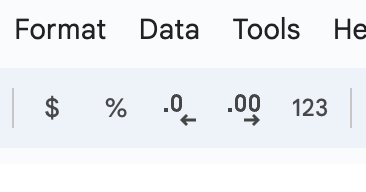 Format Data Tools He
$ % .0 .00 123